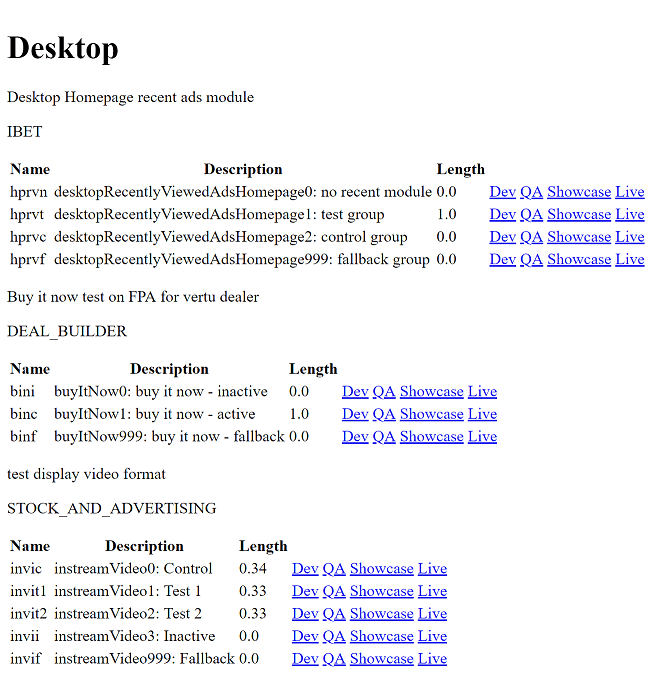 Desktop
Desktop Homepage recent ads module
IBET
Name Description Length
hprvn desktopRecentlyViewedAdsHomepage0: no recent module 0.0 Dev QA Showcase Live
hprvt desktopRecentlyViewedAdsHomepage1: test group 1.0 Dev QA Showcase Live
hprvc desktopRecentlyViewedAdsHomepage2: control group 0.0 Dev QA Showcase Live
hprvf desktopRecentlyViewedAdsHomepage999: fallback group 0.0 Dev QA Showcase Live
Buy it now test on FPA for vertu dealer
DEAL_BUILDER
Name Description Length
bini buyItNow0: buy it now - inactive 0.0 Dev QA Showcase Live
binc buyItNow1: buy it now - active 1.0 Dev QA Showcase Live
binf buyItNow999: buy it now - fallback 0.0 Dev QA Showcase Live
test display video format
STOCK_AND_ADVERTISING
Name Description Length
invic instreamVideo0: Control 0.34 Dev QA Showcase Live
invit1 instreamVideo1: Test 1 0.33 Dev QA Showcase Live
invit2 instreamVideo2: Test 2 0.33 Dev QA Showcase Live
invii instreamVideo3: Inactive 0.0 Dev QA Showcase Live
invif instreamVideo999: Fallback 0.0 Dev QA Showcase Live